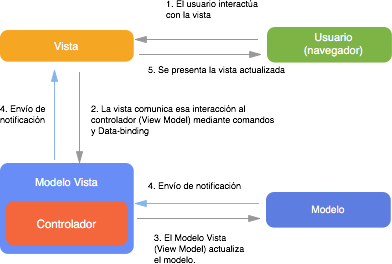 1. El usuario interactúa
con la vista
Vista
Usuario
(navegador)
5. Se presenta la vista actualizada
4. Envío de
notificación
2. La vista comunica esa interacción al
controlador (View Model) mediante comandos
y Data-binding
Modelo Vista
4. Envío de notificación
Controlador
Modelo
3. El Modelo Vista
(View Model) actualiza
el modelo.